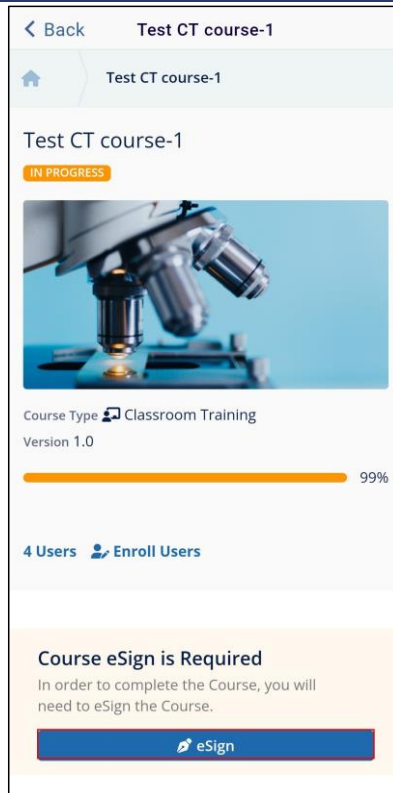 Back Test CT course-1
Test CT course-1
Test CT course-1
IN PROGRESS
Course Type Classroom Training
Version 1.0
99%
4 Users Enroll Users
Course eSign is Required
In order to complete the Course, you will
need to eSign the Course.
eSign